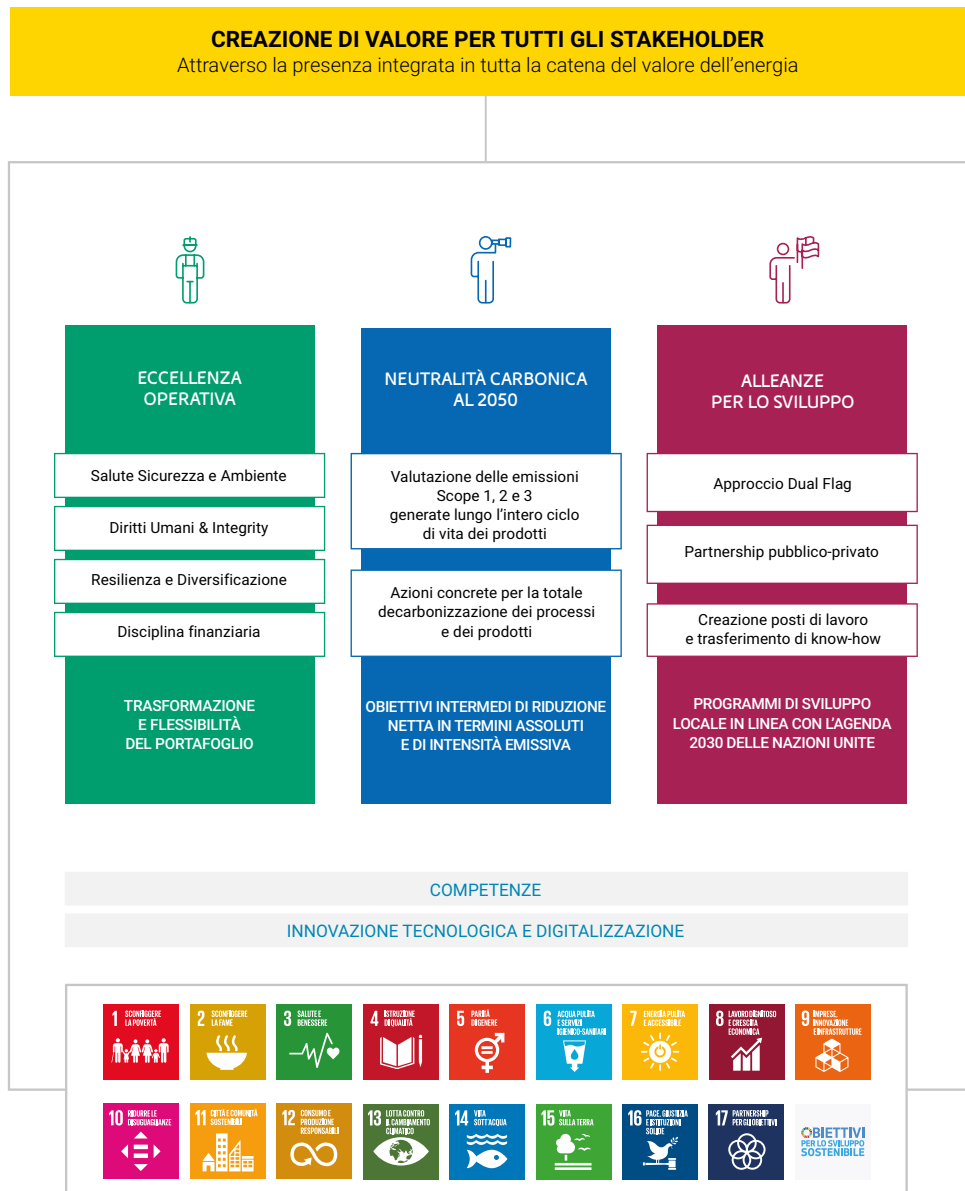 CREAZIONE DI VALORE PER TUTTI GLI STAKEHOLDER
Attraverso la presenza integrata in tutta la catena del valore dell'energia
ECCELLENZA
OPERATIVA
Salute Sicurezza e Ambiente
Diritti Umani & Integrity
Resilienza e Diversificazione
Disciplina finanziaria
TRASFORMAZIONE
E FLESSIBILITÀ
DEL PORTAFOGLIO
NEUTRALITÀ CARBONICA
AL 2050
Valutazione delle emissioni
Scope 1, 2 e 3
generate lungo l'intero ciclo
di vita dei prodotti
Azioni concrete per la totale
decarbonizzazione dei processi
e dei prodotti
OBIETTIVI INTERMEDI DI RIDUZIONE
NETTA IN TERMINI ASSOLUTI
E DI INTENSITÀ EMISSIVA
ALLEANZE
PER LO SVILUPPO
Approccio Dual Flag
Partnership pubblico-privato
Creazione posti di lavoro
e trasferimento di know-how
PROGRAMMI DI SVILUPPO
LOCALE IN LINEA CON L'AGENDA
2030 DELLE NAZIONI UNITE
COMPETENZE
INNOVAZIONE TECNOLOGICA E DIGITALIZZAZIONE
1 SCONFIGGERE
LA POVERTÀ
2 SCONFIGGERE
LA FAME
3 SALUTE E
BENESSERE
4 ISTRUZIONE
DI QUALITÀ
5 PARITÀ
DI GENERE
6 ACQUA PULITA
E SERVIZI
IGIENICO-SANITARI
7 ENERGIA PULITA
E ACCESSIBILE
8 LAVORO DIGNITOSO
E CRESCITA
ECONOMICA
9 IMPRESE,
INNOVAZIONE
E INFRASTRUTTURE
10 RIDURRE LE
DISUGUAGLIANZE
11 CITTÀ E COMUNITÀ
SOSTENIBILI
12 CONSUMO E
PRODUZIONE
RESPONSABILI
13 LOTTA CONTRO
IL CAMBIAMENTO
CLIMATICO
14 VITA
SOTT'ACQUA
15 VITA
SULLA TERRA
16 PACE, GIUSTIZIA
E ISTITUZIONI
SOLIDE
17 PARTNERSHIP
PER GLI OBIETTIVI
OBIETTIVI
PER LO SVILUPPO
SOSTENIBILE